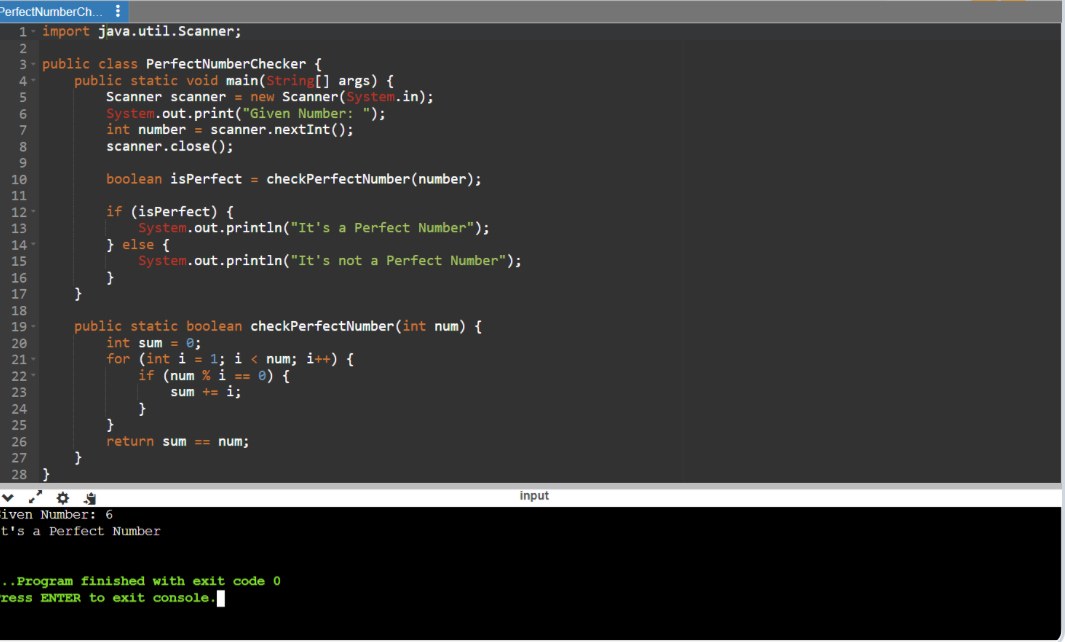 PerfectNumberCh...
1 import java.util.Scanner;
2
3 public class PerfectNumberChecker {
4 public static void main(String[] args) {
5 Scanner scanner = new Scanner(System.in);
6 System.out.print("Given Number: ");
7 int number = scanner.nextInt();
8 scanner.close();
9
10 boolean isPerfect = checkPerfectNumber(number);
11
12 if (isPerfect) {
13 System.out.println("It's a Perfect Number");
14 } else {
15 System.out.println("It's not a Perfect Number");
16 }
17 }
18
19 public static boolean checkPerfectNumber(int num) {
20 int sum = 0;
21 for (int i = 1; i < num; i++) {
22 if (num % i == 0) {
23 sum += i;
24 }
25 }
26 return sum == num;
27 }
28 }
input
iven Number: 6
t's a Perfect Number
..Program finished with exit code 0
ress ENTER to exit console.